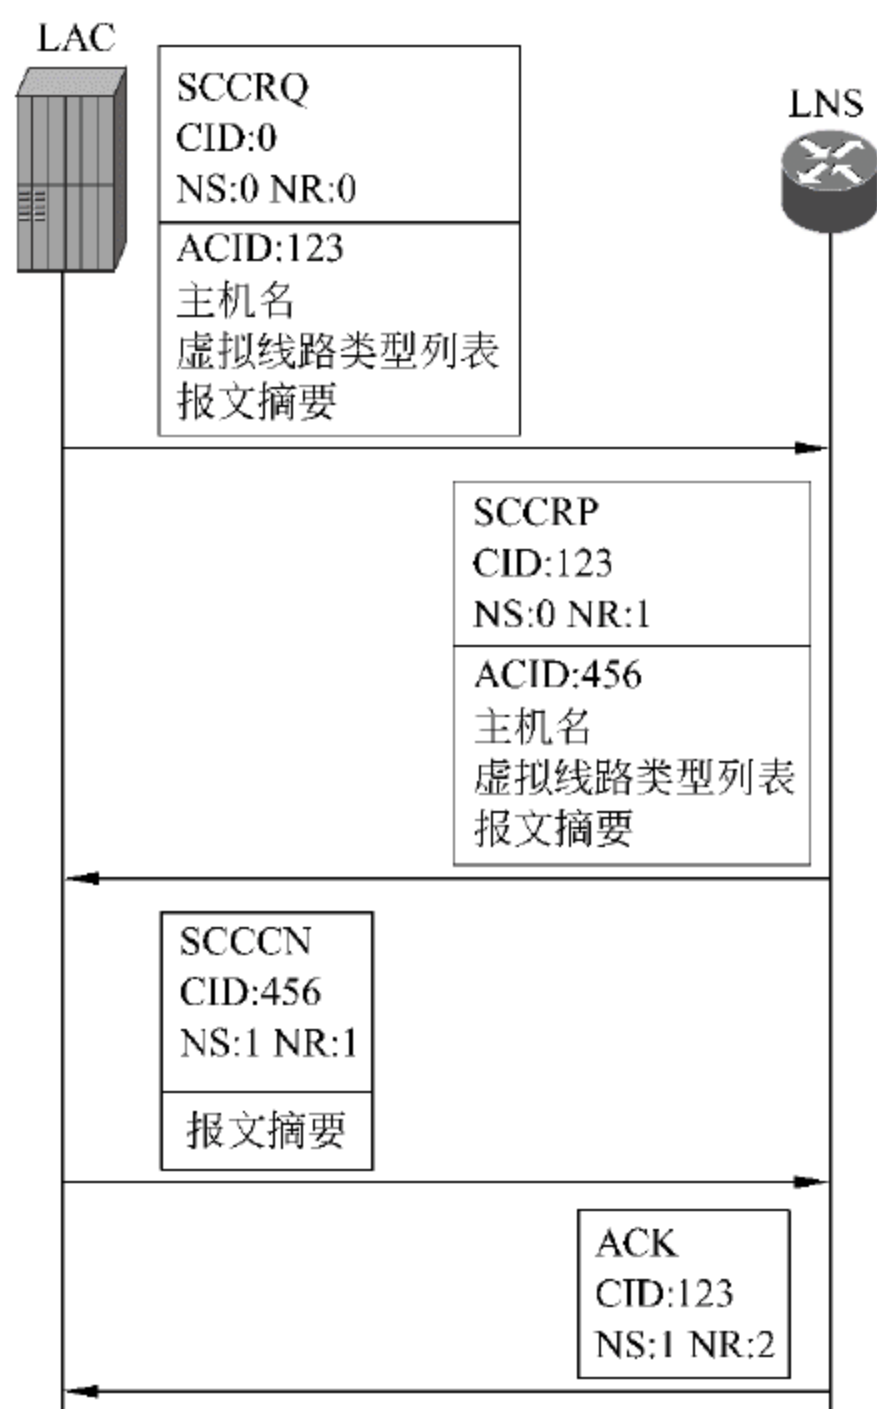 LAC
SCCRQ
CID:0
NS:0 NR:0
ACID:123
主机名
虚拟线路类型列表
报文摘要
LNS
SCCRP
CID:123
NS:0 NR:1
ACID:456
主机名
虚拟线路类型列表
报文摘要
SCCCN
CID:456
NS:1 NR:1
报文摘要
ACK
CID:123
NS:1 NR:2